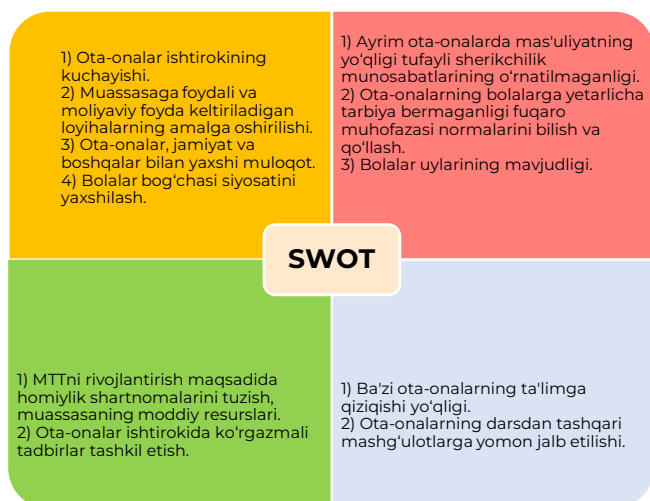 1) Ota-onalar ishtirokining
kuchayishi.
2) Muassasaga foydali va
moliyaviy foyda keltiriladigan
loyihalarning amalga oshirilishi.
3) Ota-onalar, jamiyat va
boshqalar bilan yaxshi muloqot.
4) Bolalar bog‘chasi siyosatini
yaxshilash.
1) Ayrim ota-onalarda mas'uliyatning
yo‘qligi tufayli sherikchilik
munosabatlarining o‘rnatilmaganligi.
2) Ota-onalarning bolalarga yetarlicha
tarbiya bermaganligi fuqaro
muhofazasi normalarini bilish va
qo‘llash.
3) Bolalar uylarining mavjudligi.
SWOT
1) MTTni rivojlantirish maqsadida
homiylik shartnomalarini tuzish,
muassasaning moddiy resurslari.
2) Ota-onalar ishtirokida ko‘rgazmali
tadbirlar tashkil etish.
1) Ba'zi ota-onalarning ta'limga
qiziqishi yo‘qligi.
2) Ota-onalarning darsdan tashqari
mashg‘ulotlarga yomon jalb etilishi.